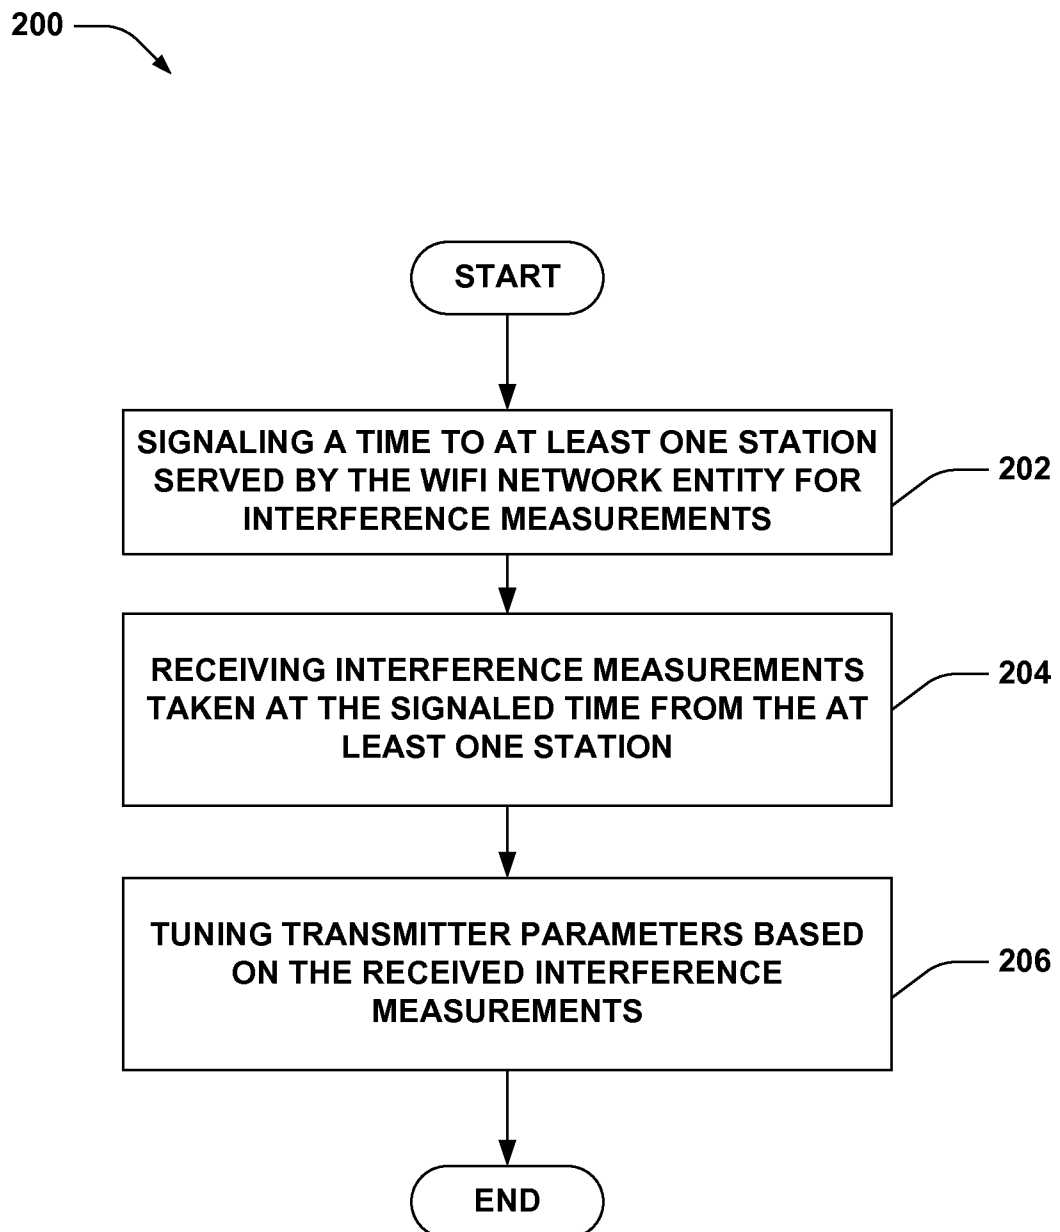 200
START
SIGNALING A TIME TO AT LEAST ONE STATION
SERVED BY THE WIFI NETWORK ENTITY FOR
INTERFERENCE MEASUREMENTS
202
RECEIVING INTERFERENCE MEASUREMENTS
TAKEN AT THE SIGNALED TIME FROM THE AT
LEAST ONE STATION
204
TUNING TRANSMITTER PARAMETERS BASED
ON THE RECEIVED INTERFERENCE
MEASUREMENTS
206
END